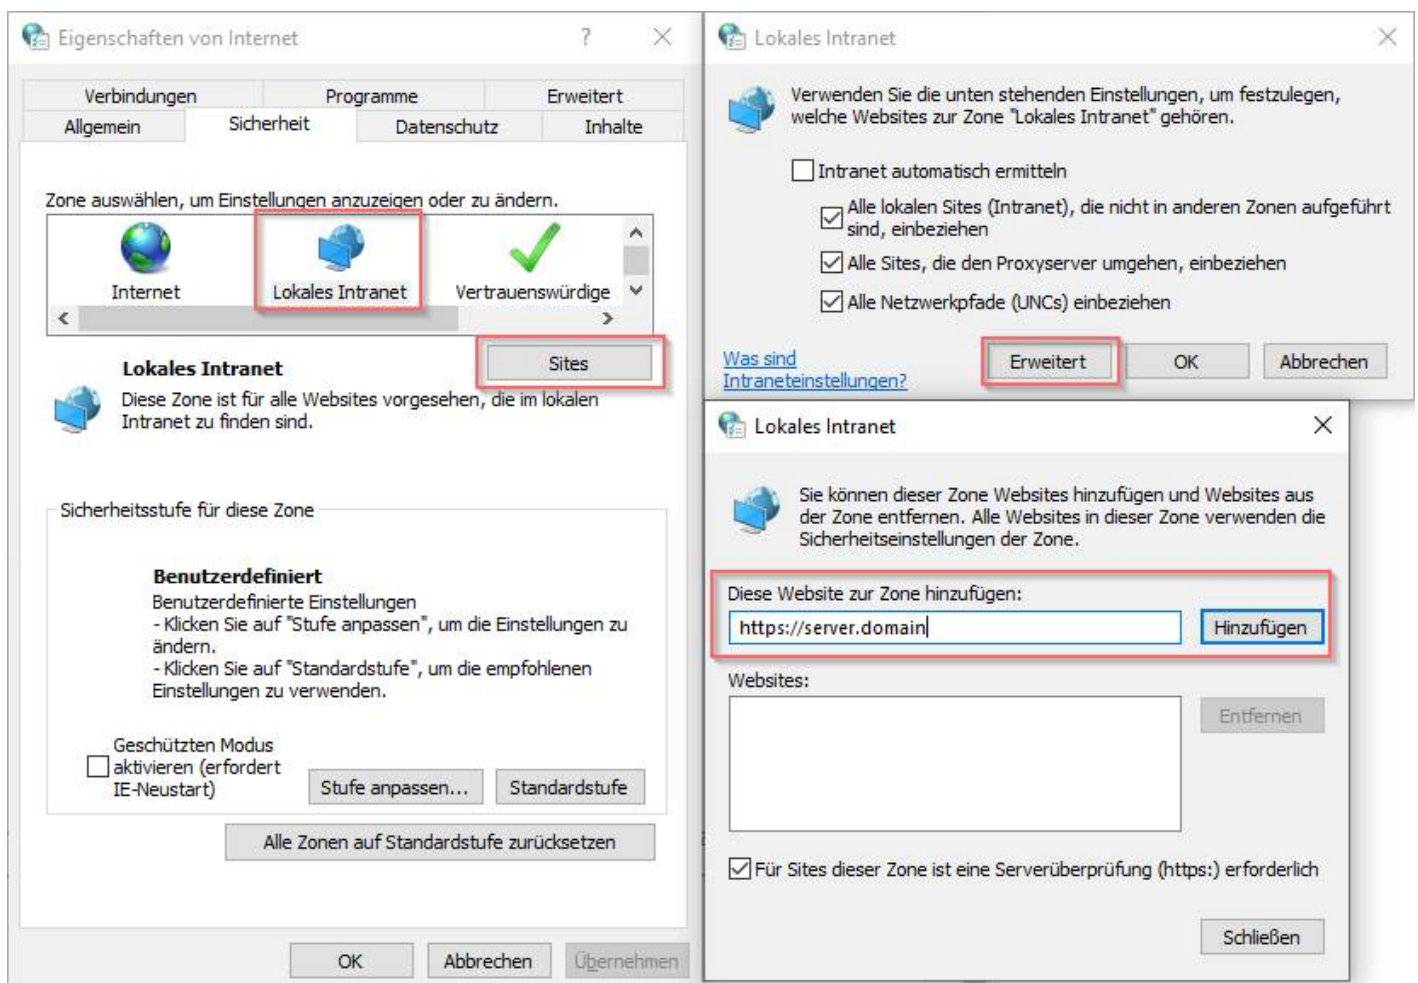 Eigenschaften von Internet
Verbindungen Programme Erweitert
Allgemein Sicherheit Datenschutz Inhalte
Zone auswählen, um Einstellungen anzuzeigen oder zu ändern.
Internet Lokales Intranet Vertrauenswürdige
Sites
Lokales Intranet
Diese Zone ist für alle Websites vorgesehen, die im lokalen
Intranet zu finden sind.
Sicherheitsstufe für diese Zone
Benutzerdefiniert
Benutzerdefinierte Einstellungen
- Klicken Sie auf "Stufe anpassen", um die Einstellungen zu
ändern.
- Klicken Sie auf "Standardstufe", um die empfohlenen
Einstellungen zu verwenden.
Geschützten Modus
aktivieren (erfordert
IE-Neustart)
Stufe anpassen... Standardstufe
Alle Zonen auf Standardstufe zurücksetzen
OK Abbrechen Übernehmen
Lokales Intranet
Verwenden Sie die unten stehenden Einstellungen, um festzulegen,
welche Websites zur Zone "Lokales Intranet" gehören.
Intranet automatisch ermitteln
Alle lokalen Sites (Intranet), die nicht in anderen Zonen aufgeführt
sind, einbeziehen
Alle Sites, die den Proxyserver umgehen, einbeziehen
Alle Netzwerkpfade (UNCs) einbeziehen
Was sind
Intraneteinstellungen?
Erweitert OK Abbrechen
Lokales Intranet
Sie können dieser Zone Websites hinzufügen und Websites aus
der Zone entfernen. Alle Websites in dieser Zone verwenden die
Sicherheitseinstellungen der Zone.
Diese Website zur Zone hinzufügen:
https://server.domain Hinzufügen
Websites:
Entfernen
Für Sites dieser Zone ist eine Serverüberprüfung (https:) erforderlich
Schließen